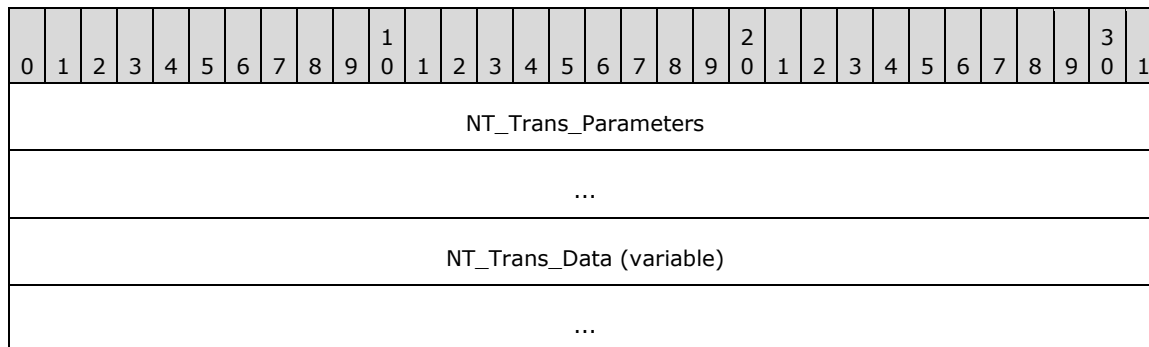 1 2 3
0 1 2 3 4 5 6 7 8 9 0 1 2 3 4 5 6 7 8 9 0 1 2 3 4 5 6 7 8 9 0 1
NT_Trans_Parameters
...
NT_Trans_Data (variable)
...